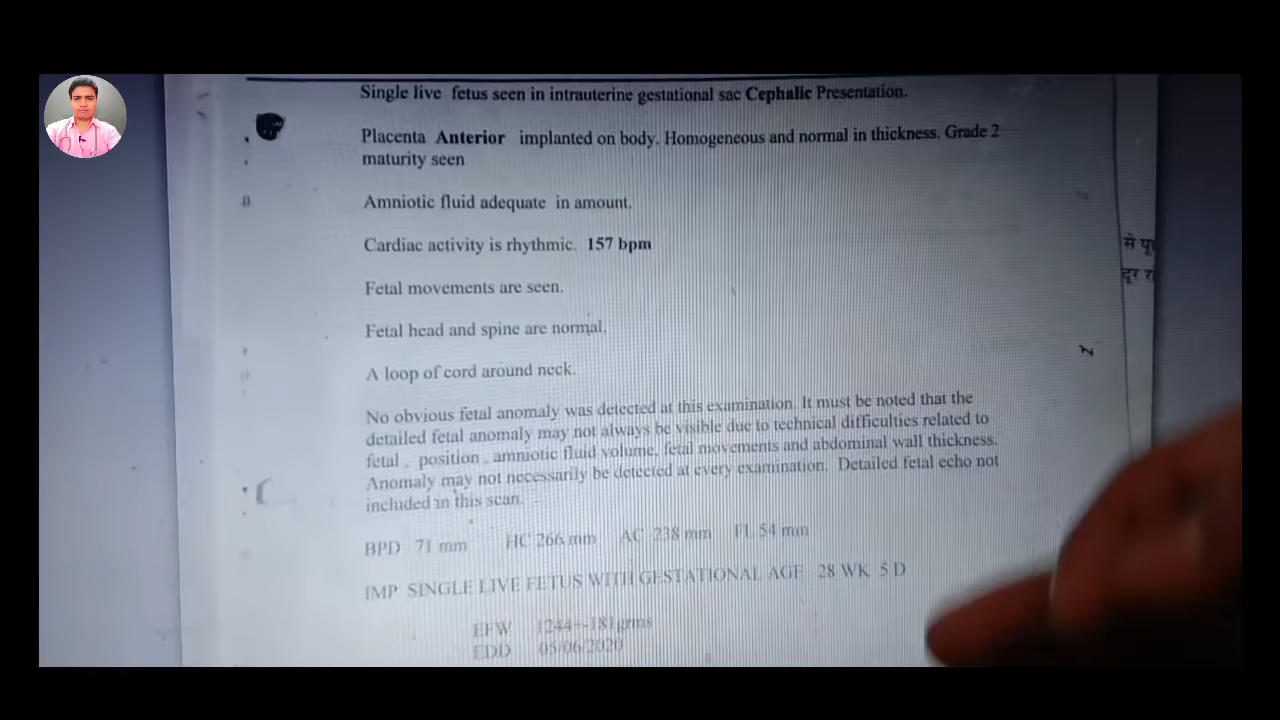 Single live fetus seen in intrauterine gestational sac Cephalic Presentation.
Placenta Anterior implanted on body. Homogeneous and normal in thickness. Grade 2
maturity seen
Amniotic fluid adequate in amount.
Cardiac activity is rhythmic. 157 bpm
Fetal movements are seen.
Fetal head and spine are normal.
A loop of cord around neck.
No obvious fetal anomaly was detected at this examination. It must be noted that the
detailed fetal anomaly may not always be visible due to technical difficulties related to
fetal , position , amniotic fluid volume, fetal movements and abdominal wall thickness.
Anomaly may not necessarily be detected at every examination. Detailed fetal echo not
included in this scan.
BPD 71 mm HC 266 mm AC 238 mm FL 54 mm
IMP SINGLE LIVE FETUS WITH GESTATIONAL AGE 28 WK 5 D
EFW 1244+-181grms
EDD 05/06/2020
से
दूर